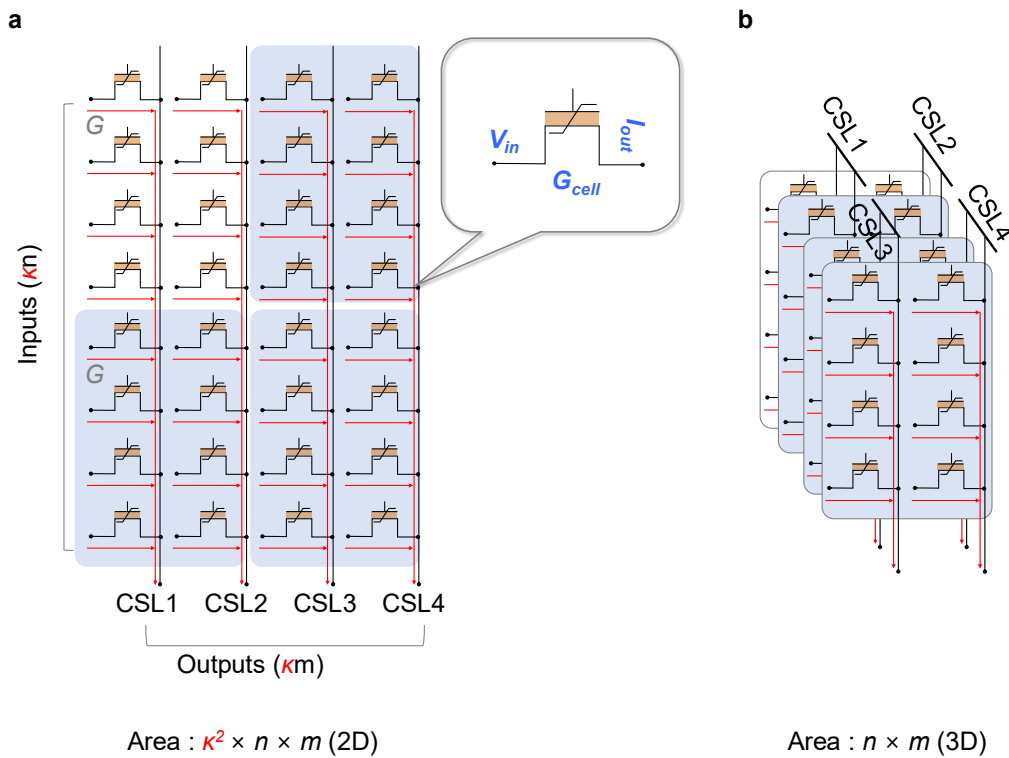 a
b
G
G
Inputs (κn)
V_in
I_out
G_cell
CSL1
CSL2
CSL3
CSL4
CSL1
CSL2
CSL3
CSL4
Outputs (κm)
Area : κ² × n × m (2D)
Area : n × m (3D)